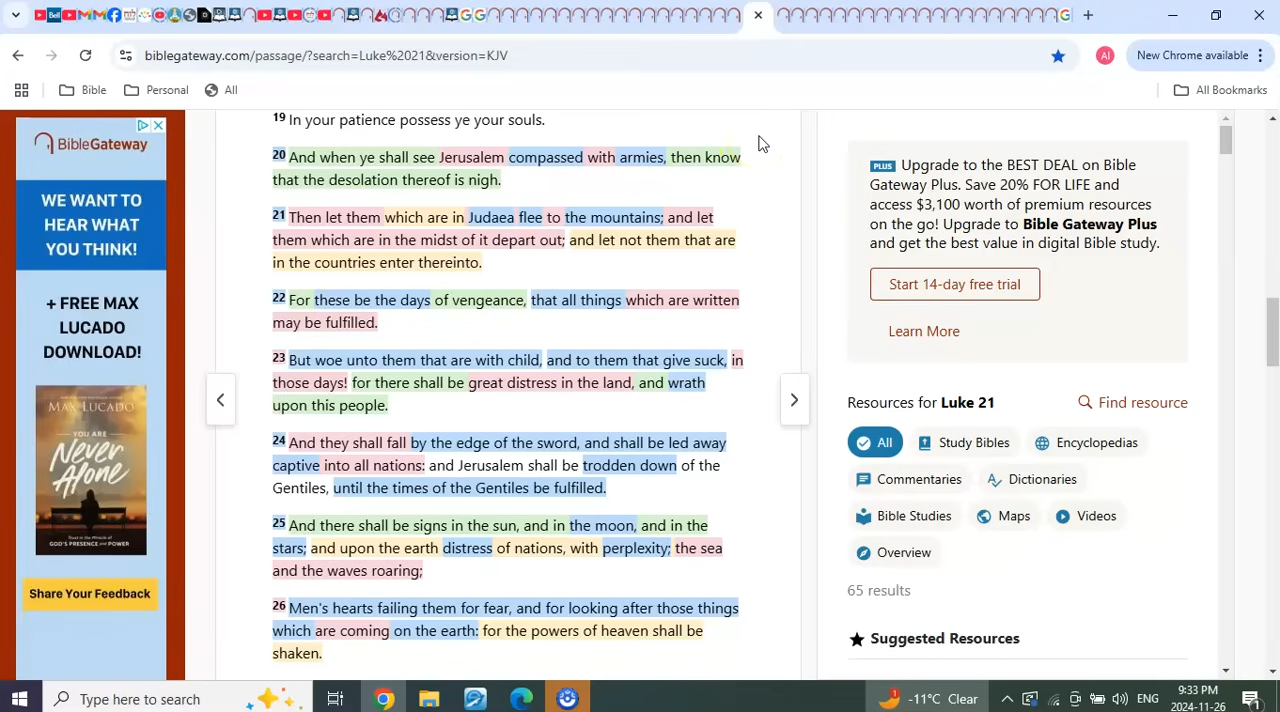 Bell
biblegateway.com/passage/?search=Luke%2021&version=KJV
AI
New Chrome available
Bible
Personal
All
All Bookmarks
BibleGateway
WE WANT TO
HEAR WHAT
YOU THINK!
+ FREE MAX
LUCADO
DOWNLOAD!
MAX LUCADO
YOU ARE
Never
Alone
TRUST IN THE MIRACLE OF
GOD'S PRESENCE AND POWER
Share Your Feedback
19 In your patience possess ye your souls.
20 And when ye shall see Jerusalem compassed with armies, then know
that the desolation thereof is nigh.
21 Then let them which are in Judaea flee to the mountains; and let
them which are in the midst of it depart out; and let not them that are
in the countries enter thereinto.
22 For these be the days of vengeance, that all things which are written
may be fulfilled.
23 But woe unto them that are with child, and to them that give suck, in
those days! for there shall be great distress in the land, and wrath
upon this people.
24 And they shall fall by the edge of the sword, and shall be led away
captive into all nations: and Jerusalem shall be trodden down of the
Gentiles, until the times of the Gentiles be fulfilled.
25 And there shall be signs in the sun, and in the moon, and in the
stars; and upon the earth distress of nations, with perplexity; the sea
and the waves roaring;
26 Men's hearts failing them for fear, and for looking after those things
which are coming on the earth: for the powers of heaven shall be
shaken.
PLUS Upgrade to the BEST DEAL on Bible
Gateway Plus. Save 20% FOR LIFE and
access $3,100 worth of premium resources
on the go! Upgrade to Bible Gateway Plus
and get the best value in digital Bible study.
Start 14-day free trial
Learn More
Resources for Luke 21
Find resource
All
Study Bibles
Encyclopedias
Commentaries
Dictionaries
Bible Studies
Maps
Videos
Overview
65 results
Suggested Resources
Type here to search
1
-11°C Clear
ENG
9:33 PM
2024-11-26
1